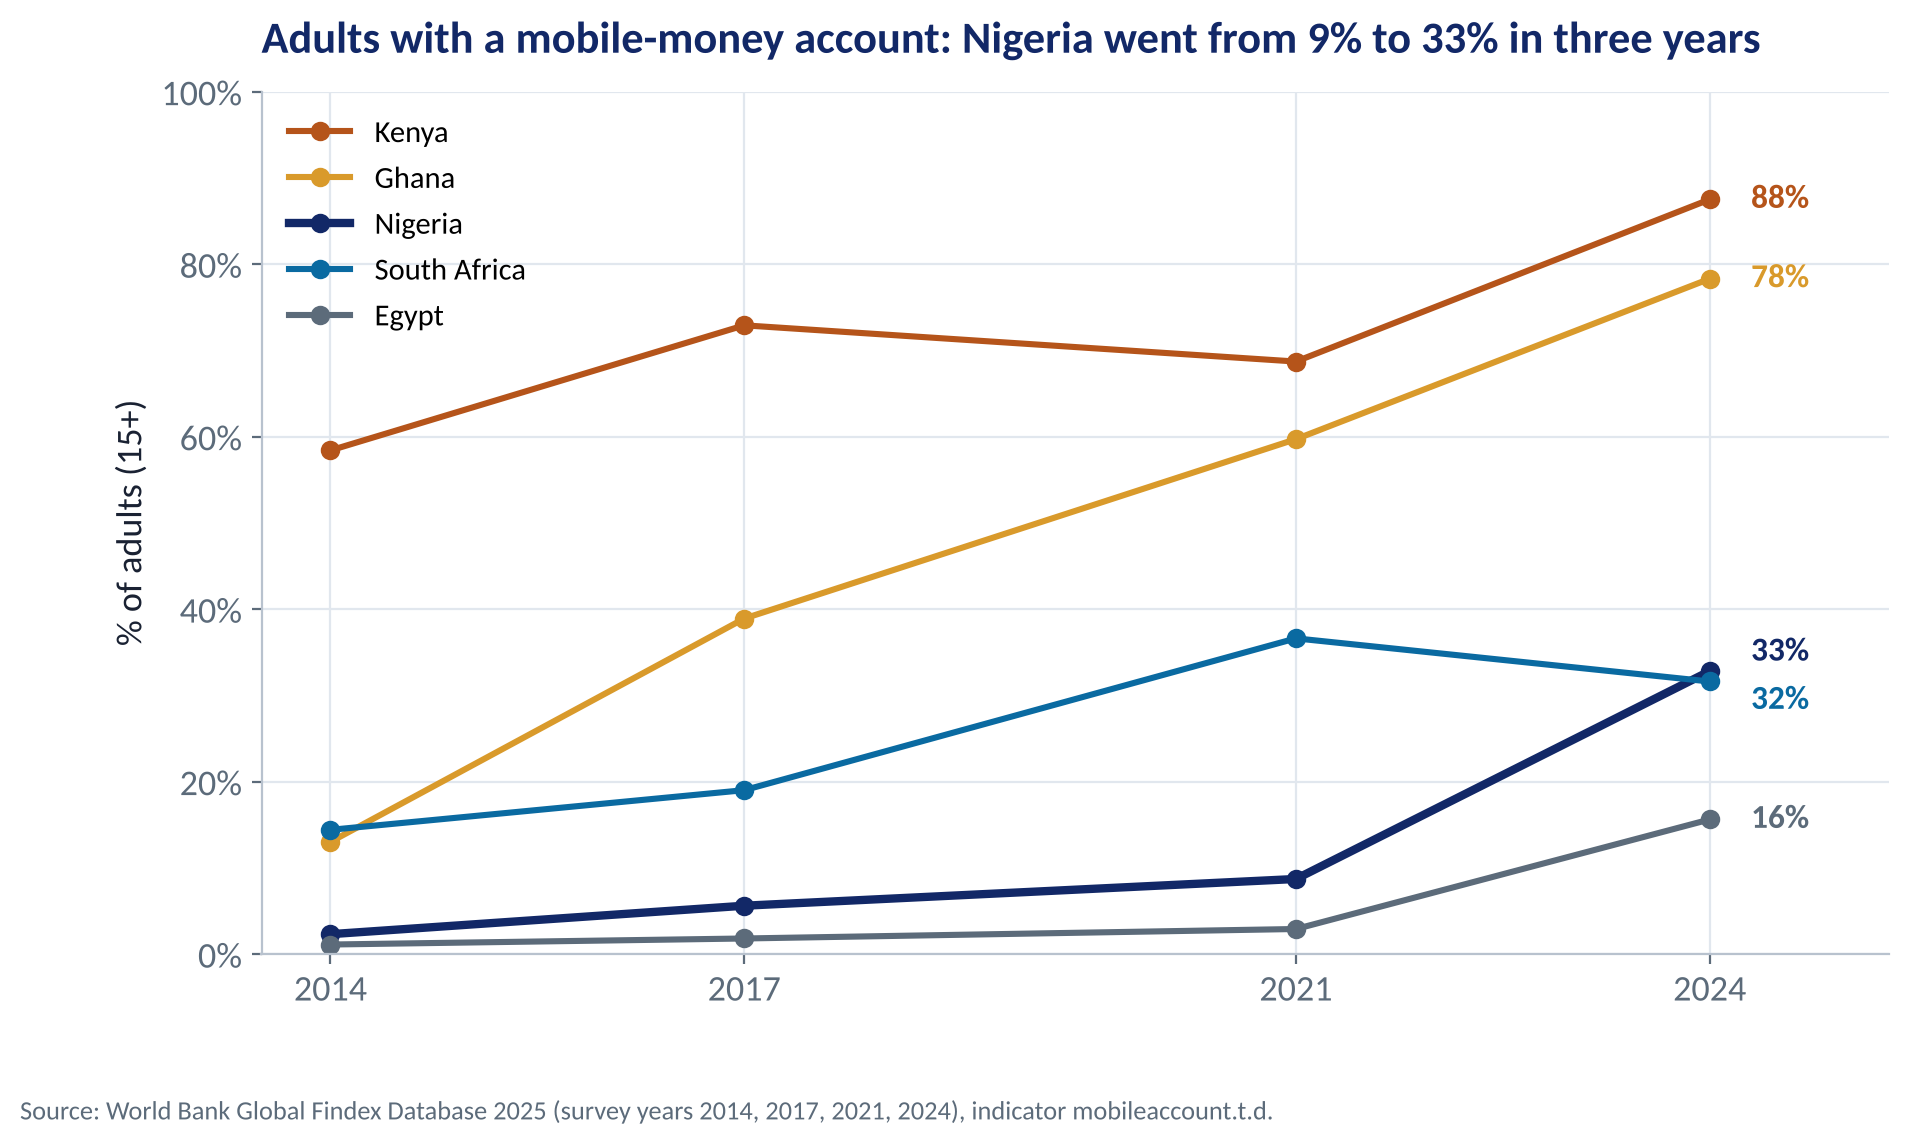 Adults with a mobile-money account: Nigeria went from 9% to 33% in three years
% of adults (15+)
100%
80%
60%
40%
20%
0%
Kenya
Ghana
Nigeria
South Africa
Egypt
88%
78%
33%
32%
16%
2014
2017
2021
2024
Source: World Bank Global Findex Database 2025 (survey years 2014, 2017, 2021, 2024), indicator mobileaccount.t.d.